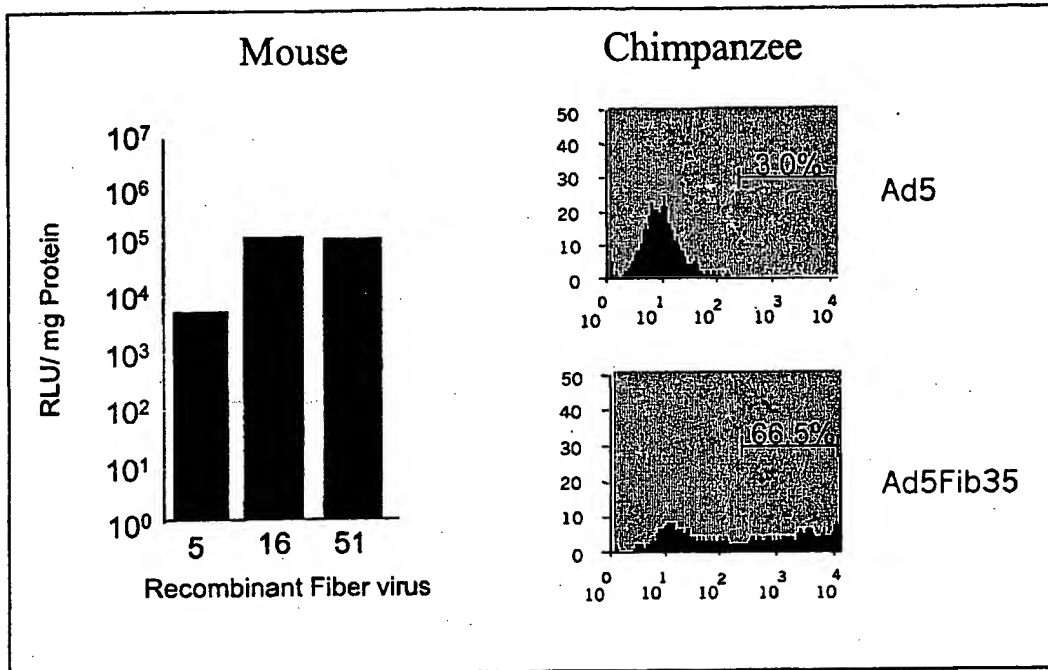 Mouse
RLU/ mg Protein
10⁷
10⁶
10⁵
10⁴
10³
10²
10¹
10⁰
5 16 51
Recombinant Fiber virus
Chimpanzee
50
40
30
20
10
0
3.0%
10⁰ 10¹ 10² 10³ 10⁴
Ad5
50
40
30
20
10
0
66.5%
10⁰ 10¹ 10² 10³ 10⁴
Ad5Fib35